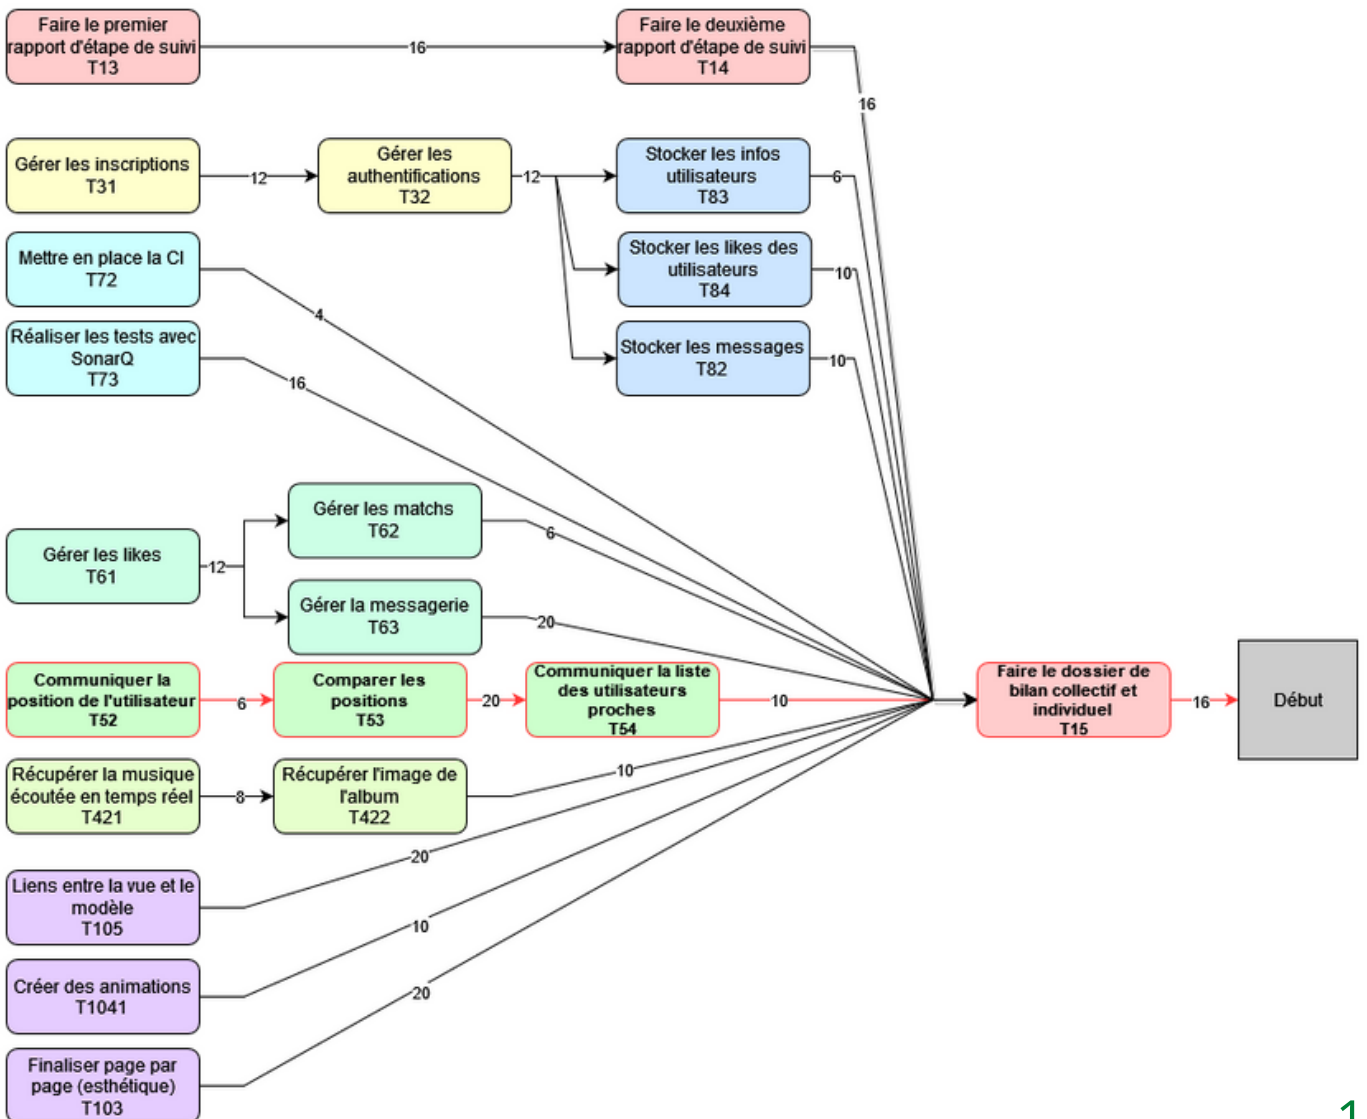 Faire le premier
rapport d'étape de suivi
T13
16
Faire le deuxième
rapport d'étape de suivi
T14
16
Gérer les inscriptions
T31
12
Gérer les
authentifications
T32
12
Stocker les infos
utilisateurs
T83
6
Mettre en place la CI
T72
4
Stocker les likes des
utilisateurs
T84
10
Réaliser les tests avec
SonarQ
T73
16
Stocker les messages
T82
10
Gérer les likes
T61
12
Gérer les matchs
T62
6
Gérer la messagerie
T63
20
Communiquer la
position de l'utilisateur
T52
6
Comparer les
positions
T53
20
Communiquer la liste
des utilisateurs
proches
T54
10
Faire le dossier de
bilan collectif et
individuel
T15
16
Début
Récupérer la musique
écoutée en temps réel
T421
8
Récupérer l'image de
l'album
T422
10
Liens entre la vue et le
modèle
T105
20
Créer des animations
T1041
10
Finaliser page par
page (esthétique)
T103
20